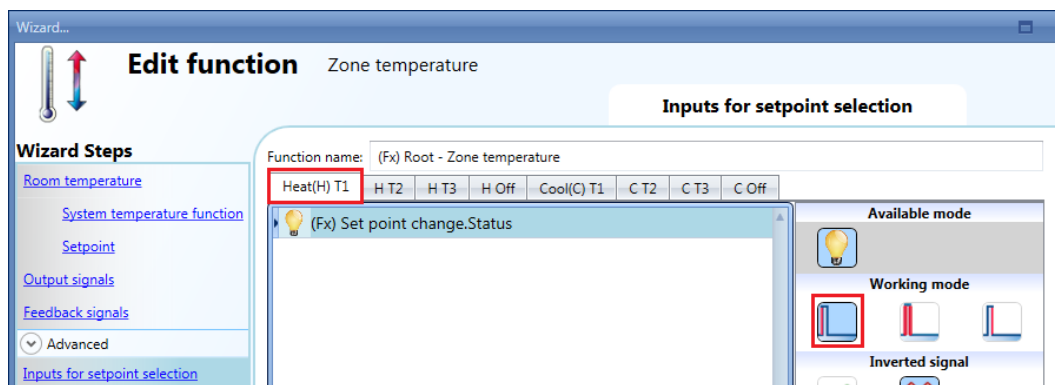 Wizard...
Edit function Zone temperature
Inputs for setpoint selection
Wizard Steps
Room temperature
System temperature function
Setpoint
Output signals
Feedback signals
Advanced
Inputs for setpoint selection
Function name: (Fx) Root - Zone temperature
Heat(H) T1 H T2 H T3 H Off Cool(C) T1 C T2 C T3 C Off
(Fx) Set point change.Status
Available mode
Working mode
Inverted signal